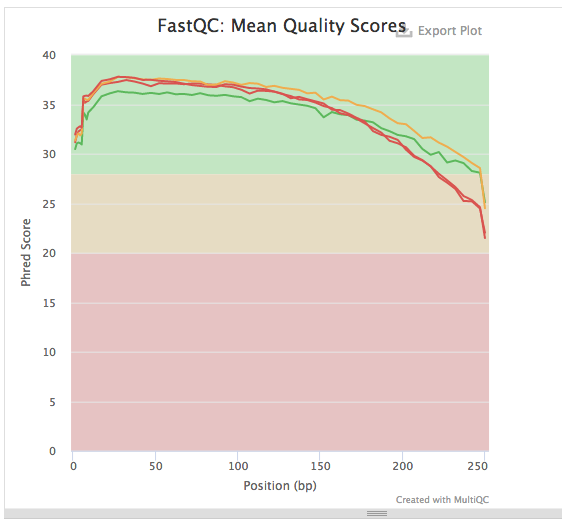 FastQC: Mean Quality Scores
Export Plot
40
35
30
25
20
15
10
5
0
Phred Score
0 50 100 150 200 250
Position (bp)
Created with MultiQC